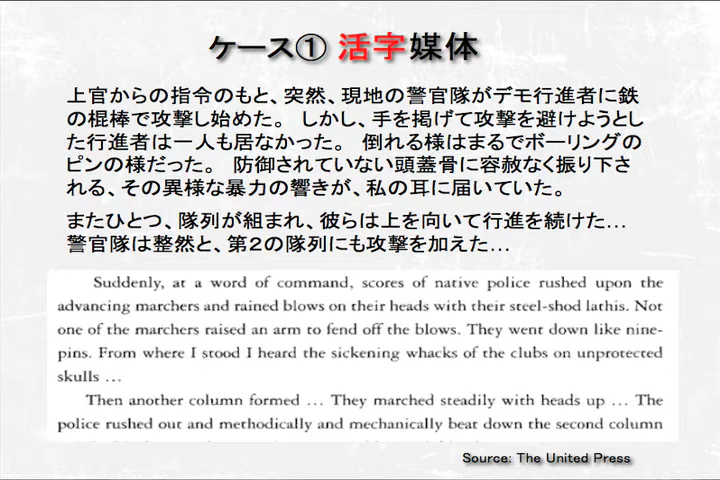 ケース① 活字媒体
上官からの指令のもと、突然、現地の警官隊がデモ行進者に鉄
の棍棒で攻撃し始めた。 しかし、手を掲げて攻撃を避けようとし
た行進者は一人も居なかった。 倒れる様はまるでボーリングの
ピンの様だった。 防御されていない頭蓋骨に容赦なく振り下さ
れる、その異様な暴力の響きが、私の耳に届いていた。
またひとつ、隊列が組まれ、彼らは上を向いて行進を続けた…
警官隊は整然と、第２の隊列にも攻撃を加えた…
Suddenly, at a word of command, scores of native police rushed upon the
advancing marchers and rained blows on their heads with their steel-shod lathis. Not
one of the marchers raised an arm to fend off the blows. They went down like nine-
pins. From where I stood I heard the sickening whacks of the clubs on unprotected
skulls ...
Then another column formed ... They marched steadily with heads up ... The
police rushed out and methodically and mechanically beat down the second column
Source: The United Press